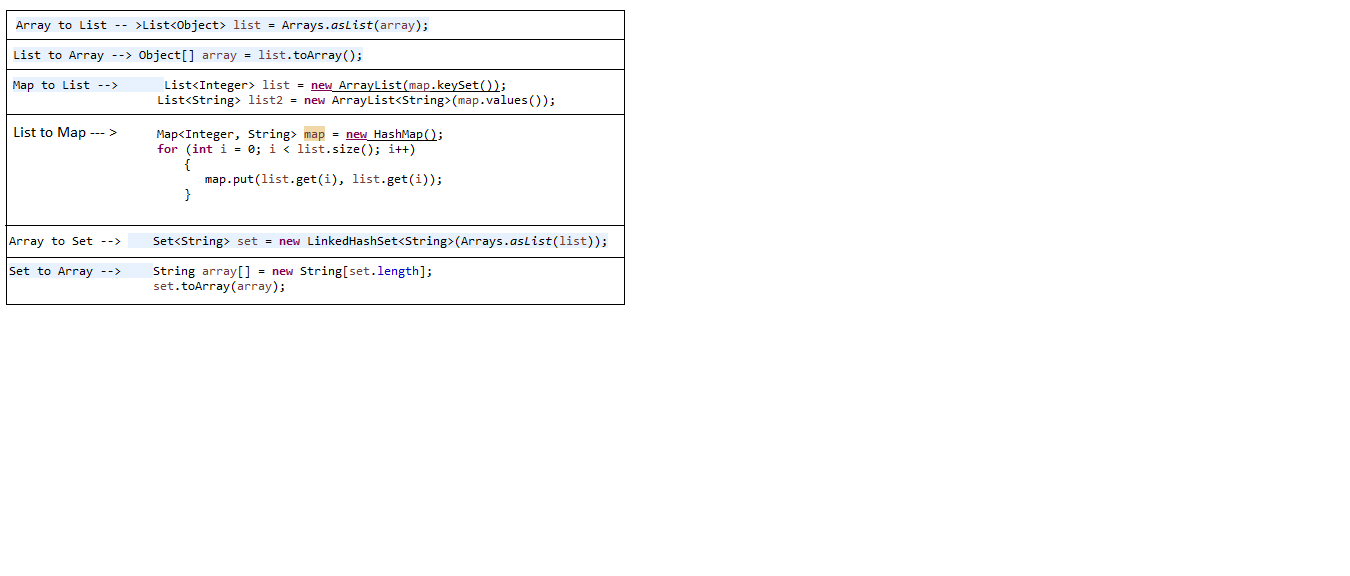 Array to List -- >List<Object> list = Arrays.asList(array);
List to Array --> Object[] array = list.toArray();
Map to List --> List<Integer> list = new ArrayList(map.keySet());
List<String> list2 = new ArrayList<String>(map.values());
List to Map --- > Map<Integer, String> map = new HashMap();
for (int i = 0; i < list.size(); i++)
{
map.put(list.get(i), list.get(i));
}
Array to Set --> Set<String> set = new LinkedHashSet<String>(Arrays.asList(list));
Set to Array --> String array[] = new String[set.length];
set.toArray(array);